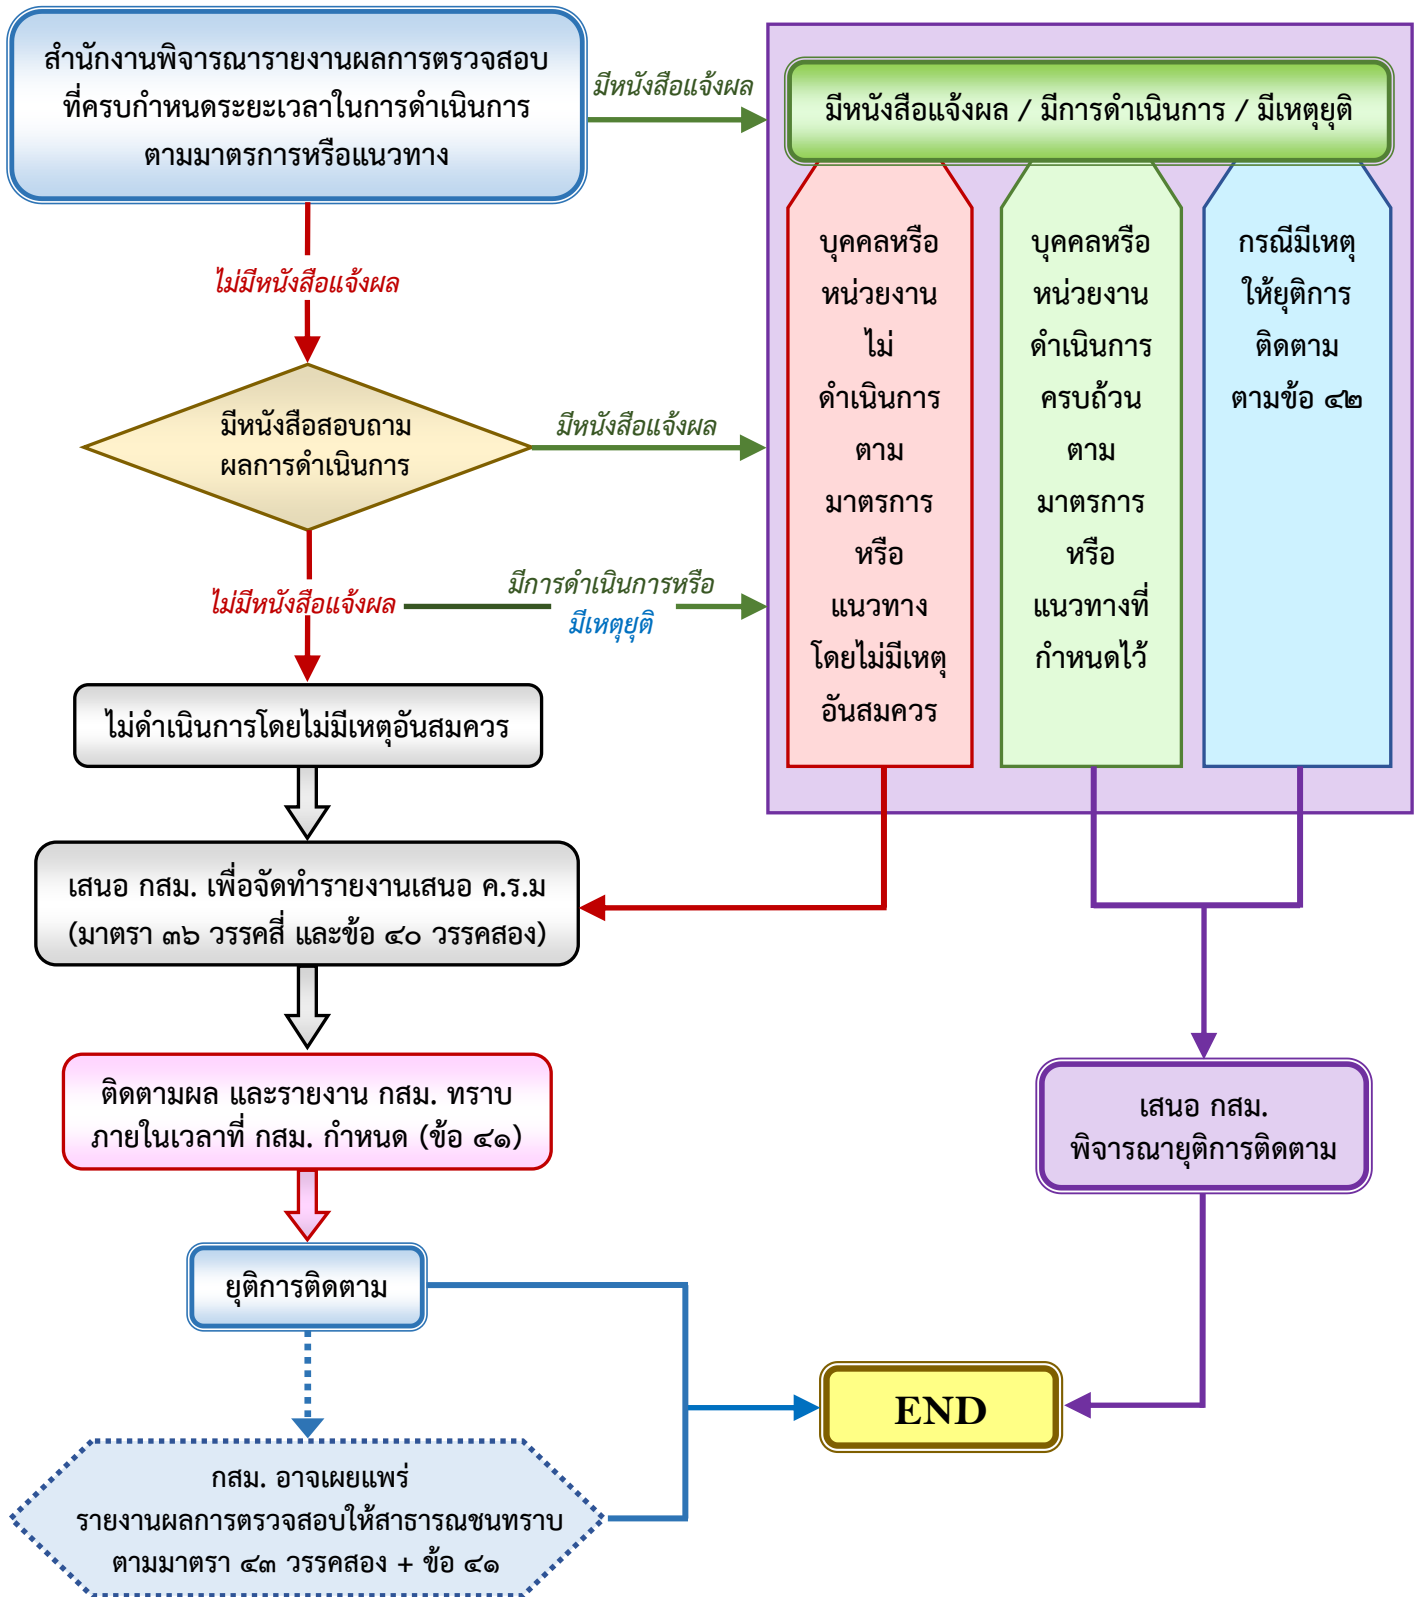 สำนักงานพิจารณารายงานผลการตรวจสอบ
ที่ครบกำหนดระยะเวลาในการดำเนินการ
ตามมาตรการหรือแนวทาง
มีหนังสือแจ้งผล
มีหนังสือแจ้งผล / มีการดำเนินการ / มีเหตุยุติ
บุคคลหรือ
หน่วยงาน
ไม่
ดำเนินการ
ตาม
มาตรการ
หรือ
แนวทาง
โดยไม่มีเหตุ
อันสมควร
บุคคลหรือ
หน่วยงาน
ดำเนินการ
ครบถ้วน
ตาม
มาตรการ
หรือ
แนวทางที่
กำหนดไว้
กรณีมีเหตุ
ให้ยุติการ
ติดตาม
ตามข้อ ๔๒
ไม่มีหนังสือแจ้งผล
มีหนังสือสอบถาม
ผลการดำเนินการ
มีหนังสือแจ้งผล
ไม่มีหนังสือแจ้งผล
มีการดำเนินการหรือ
มีเหตุยุติ
ไม่ดำเนินการโดยไม่มีเหตุอันสมควร
เสนอ กสม. เพื่อจัดทำรายงานเสนอ ค.ร.ม
(มาตรา ๓๖ วรรคสี่ และข้อ ๔๐ วรรคสอง)
ติดตามผล และรายงาน กสม. ทราบ
ภายในเวลาที่ กสม. กำหนด (ข้อ ๔๑)
เสนอ กสม.
พิจารณายุติการติดตาม
ยุติการติดตาม
END
กสม. อาจเผยแพร่
รายงานผลการตรวจสอบให้สาธารณชนทราบ
ตามมาตรา ๔๓ วรรคสอง + ข้อ ๔๑